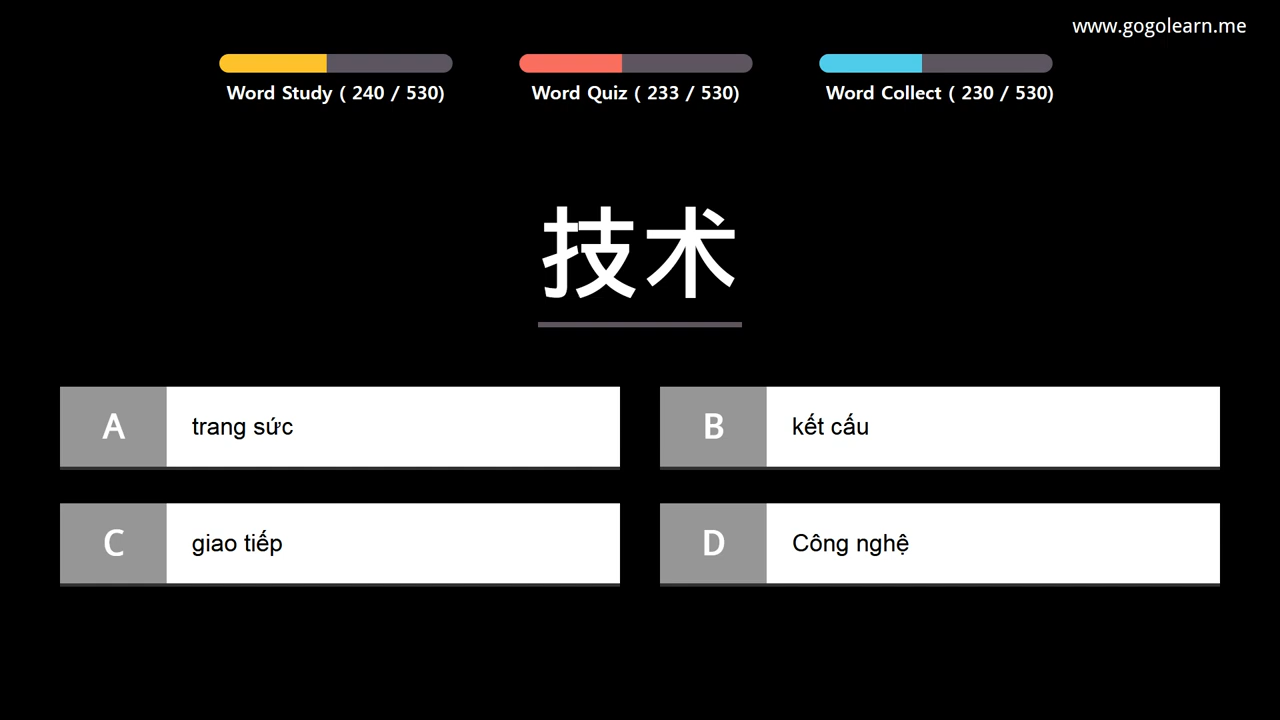 www.gogolearn.me
Word Study ( 240 / 530)
Word Quiz ( 233 / 530)
Word Collect ( 230 / 530)
技术
A trang sức
B kết cấu
C giao tiếp
D Công nghệ